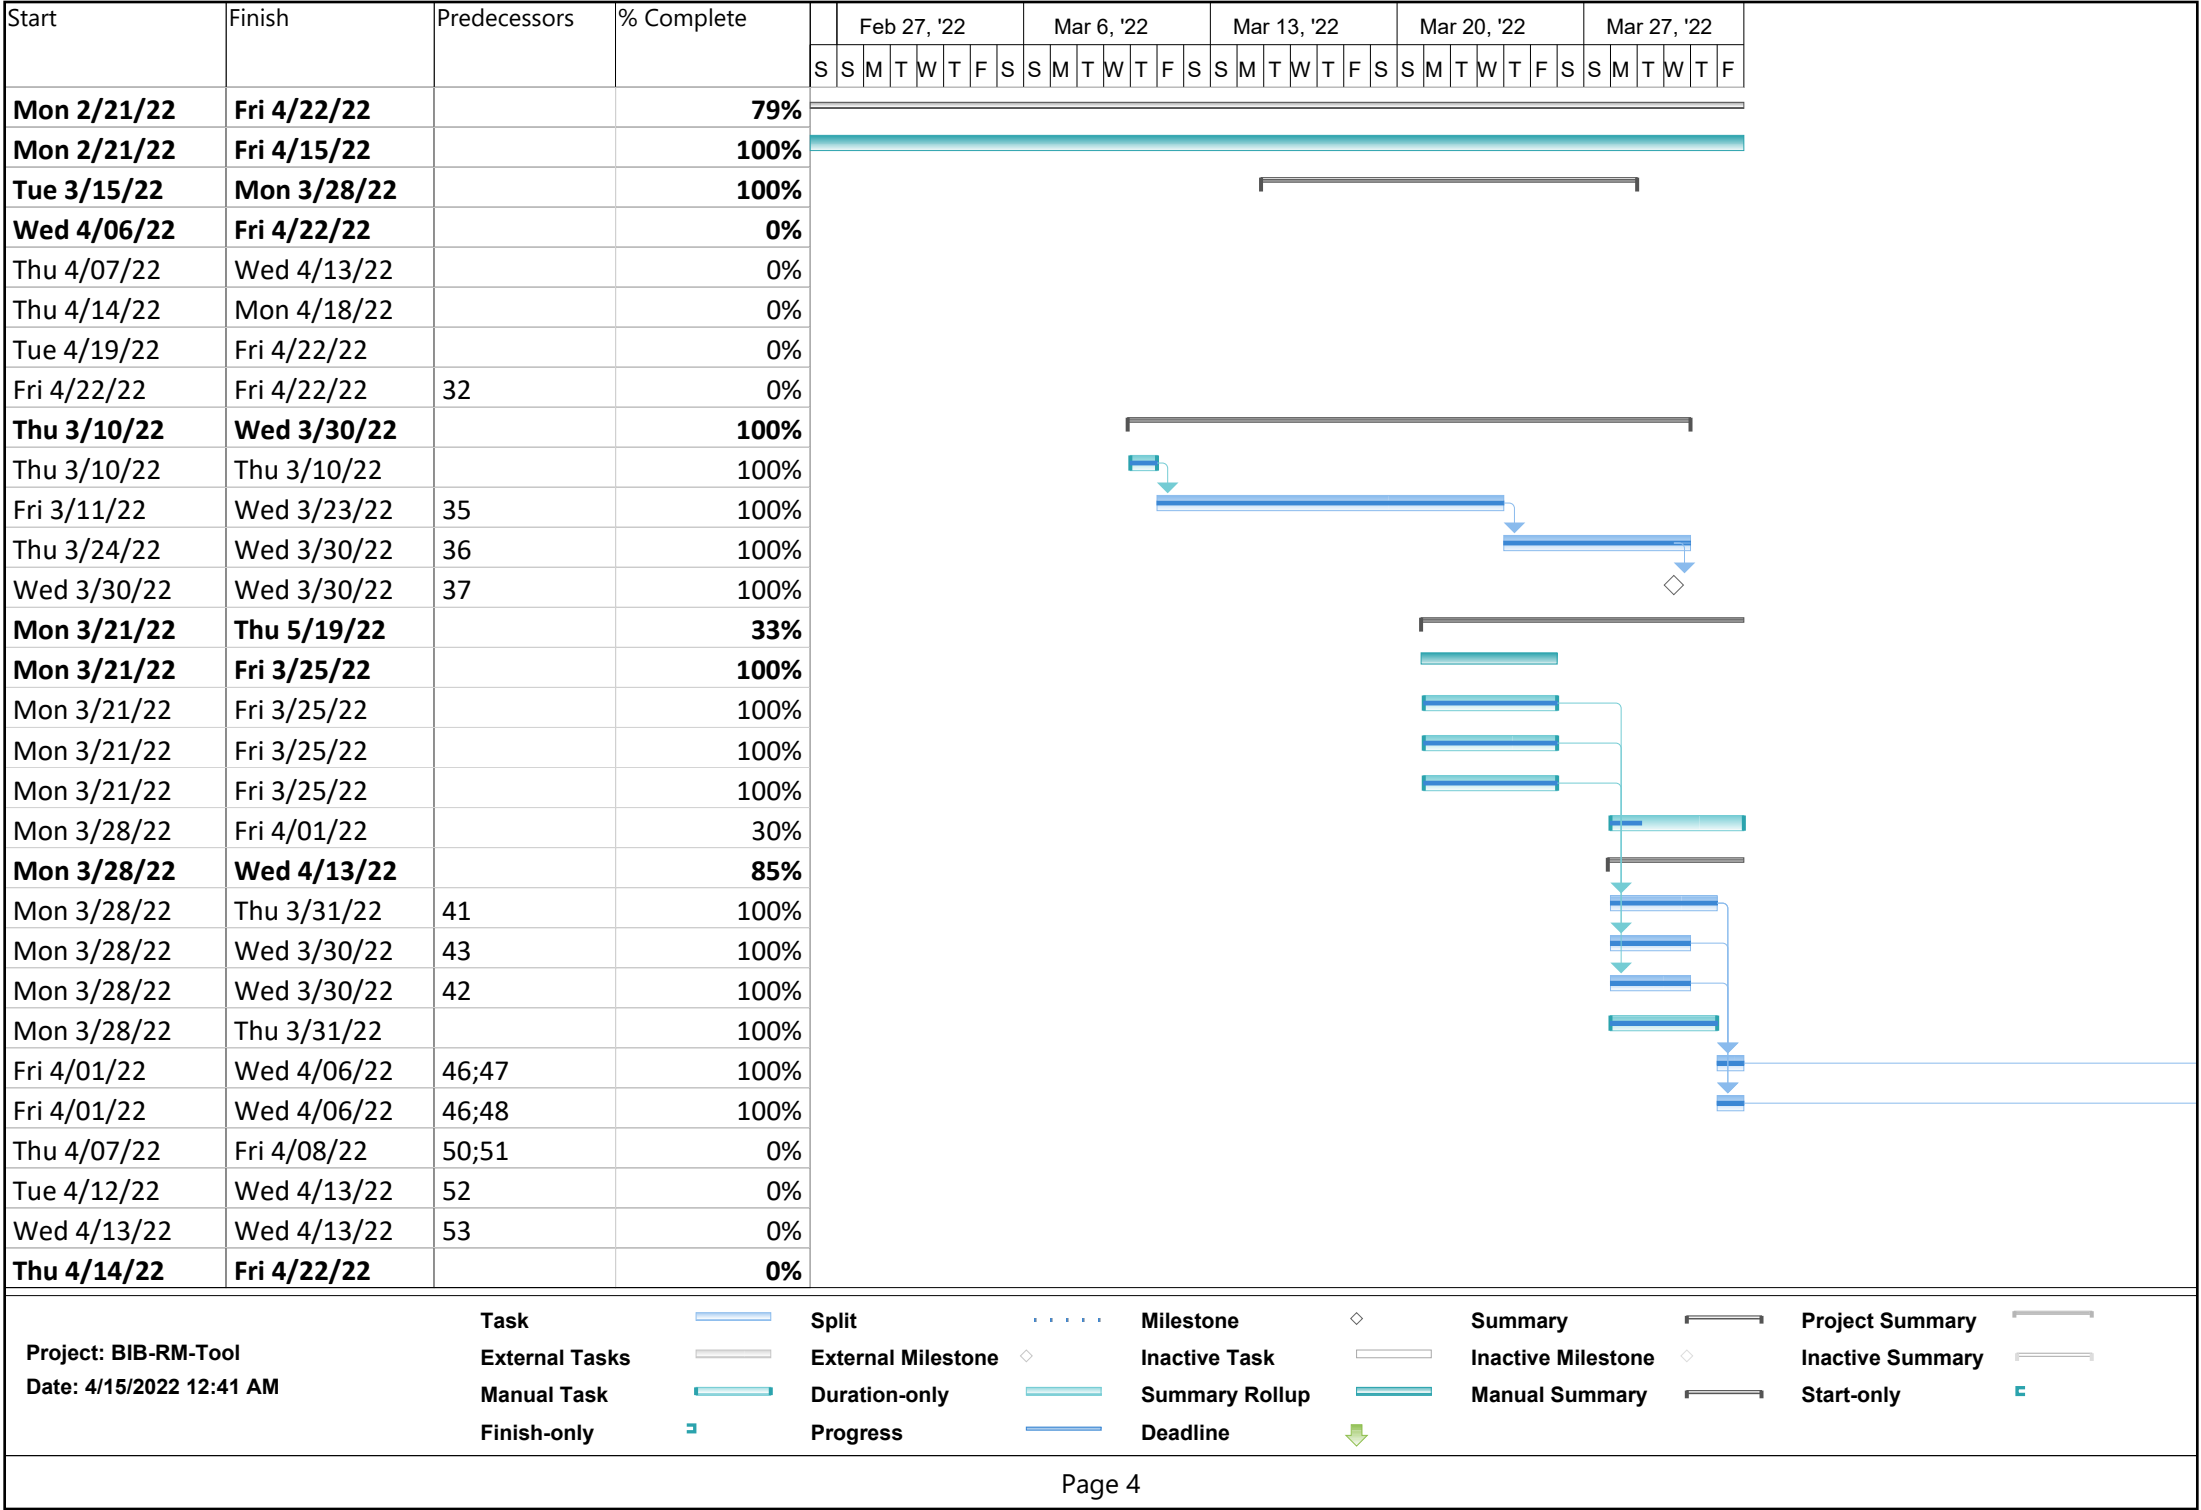 Start Finish Predecessors % Complete
Feb 27, '22 Mar 6, '22 Mar 13, '22 Mar 20, '22 Mar 27, '22
S S M T W T F S S M T W T F S S M T W T F S S M T W T F S S M T W T F
Mon 2/21/22 Fri 4/22/22 79%
Mon 2/21/22 Fri 4/15/22 100%
Tue 3/15/22 Mon 3/28/22 100%
Wed 4/06/22 Fri 4/22/22 0%
Thu 4/07/22 Wed 4/13/22 0%
Thu 4/14/22 Mon 4/18/22 0%
Tue 4/19/22 Fri 4/22/22 0%
Fri 4/22/22 Fri 4/22/22 32 0%
Thu 3/10/22 Wed 3/30/22 100%
Thu 3/10/22 Thu 3/10/22 100%
Fri 3/11/22 Wed 3/23/22 35 100%
Thu 3/24/22 Wed 3/30/22 36 100%
Wed 3/30/22 Wed 3/30/22 37 100%
Mon 3/21/22 Thu 5/19/22 33%
Mon 3/21/22 Fri 3/25/22 100%
Mon 3/21/22 Fri 3/25/22 100%
Mon 3/21/22 Fri 3/25/22 100%
Mon 3/21/22 Fri 3/25/22 100%
Mon 3/28/22 Fri 4/01/22 30%
Mon 3/28/22 Wed 4/13/22 85%
Mon 3/28/22 Thu 3/31/22 41 100%
Mon 3/28/22 Wed 3/30/22 43 100%
Mon 3/28/22 Wed 3/30/22 42 100%
Mon 3/28/22 Thu 3/31/22 100%
Fri 4/01/22 Wed 4/06/22 46;47 100%
Fri 4/01/22 Wed 4/06/22 46;48 100%
Thu 4/07/22 Fri 4/08/22 50;51 0%
Tue 4/12/22 Wed 4/13/22 52 0%
Wed 4/13/22 Wed 4/13/22 53 0%
Thu 4/14/22 Fri 4/22/22 0%
Project: BIB-RM-Tool
Date: 4/15/2022 12:41 AM
Task Split Milestone Summary Project Summary
External Tasks External Milestone Inactive Task Inactive Milestone Inactive Summary
Manual Task Duration-only Summary Rollup Manual Summary Start-only
Finish-only Progress Deadline
Page 4